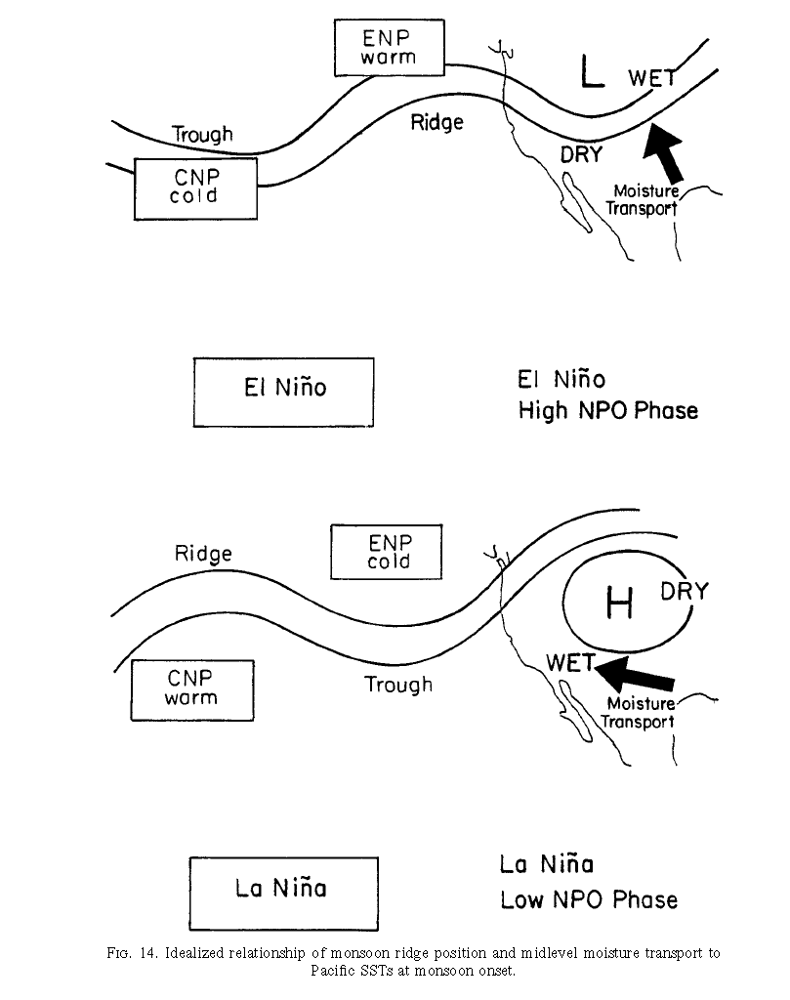 ENP
warm
L
WET
Trough
Ridge
CNP
cold
DRY
Moisture
Transport
El Niño
El Niño
High NPO Phase
Ridge
ENP
cold
H
DRY
CNP
warm
Trough
WET
Moisture
Transport
La Niña
La Niña
Low NPO Phase
FIG. 14. Idealized relationship of monsoon ridge position and midlevel moisture transport to
Pacific SSTs at monsoon onset.